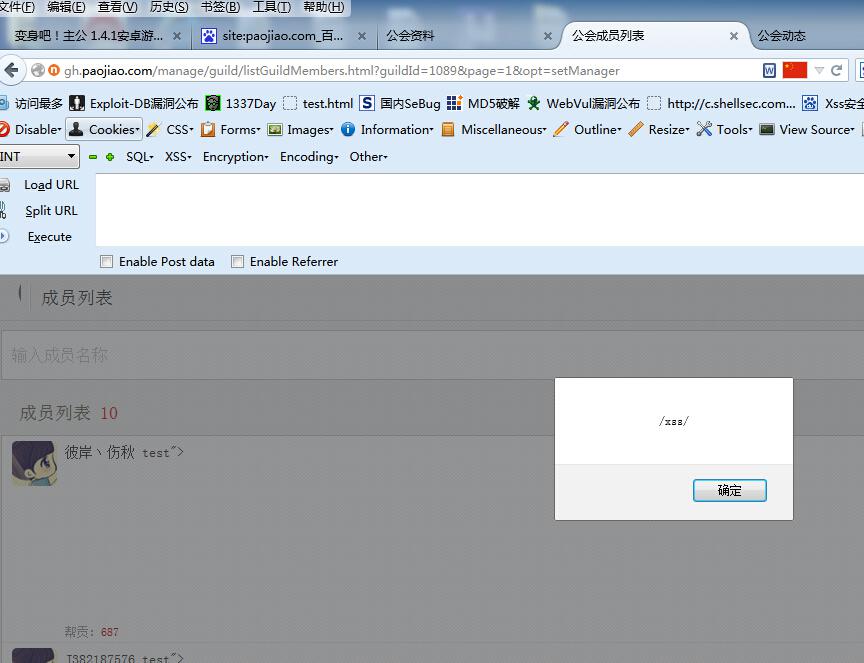 文件(F) 编辑(E) 查看(V) 历史(S) 书签(B) 工具(T) 帮助(H)
变身吧！主公 1.4.1安卓游... × site:paojiao.com_百... × 公会资料 × 公会成员列表 × 公会动态
gh.paojiao.com/manage/guild/listGuildMembers.html?guildId=1089&page=1&opt=setManager
访问最多 Exploit-DB漏洞公布 1337Day test.html 国内SeBug MD5破解 WebVul漏洞公布 http://c.shellsec.com... Xss安全
Disable Cookies CSS Forms Images Information Miscellaneous Outline Resize Tools View Source
INT SQL XSS Encryption Encoding Other
Load URL
Split URL
Execute
Enable Post data Enable Referrer
成员列表
输入成员名称
成员列表 10
/xss/
彼岸丶伤秋 test">
确定
帮贡: 687
J382187576 test">